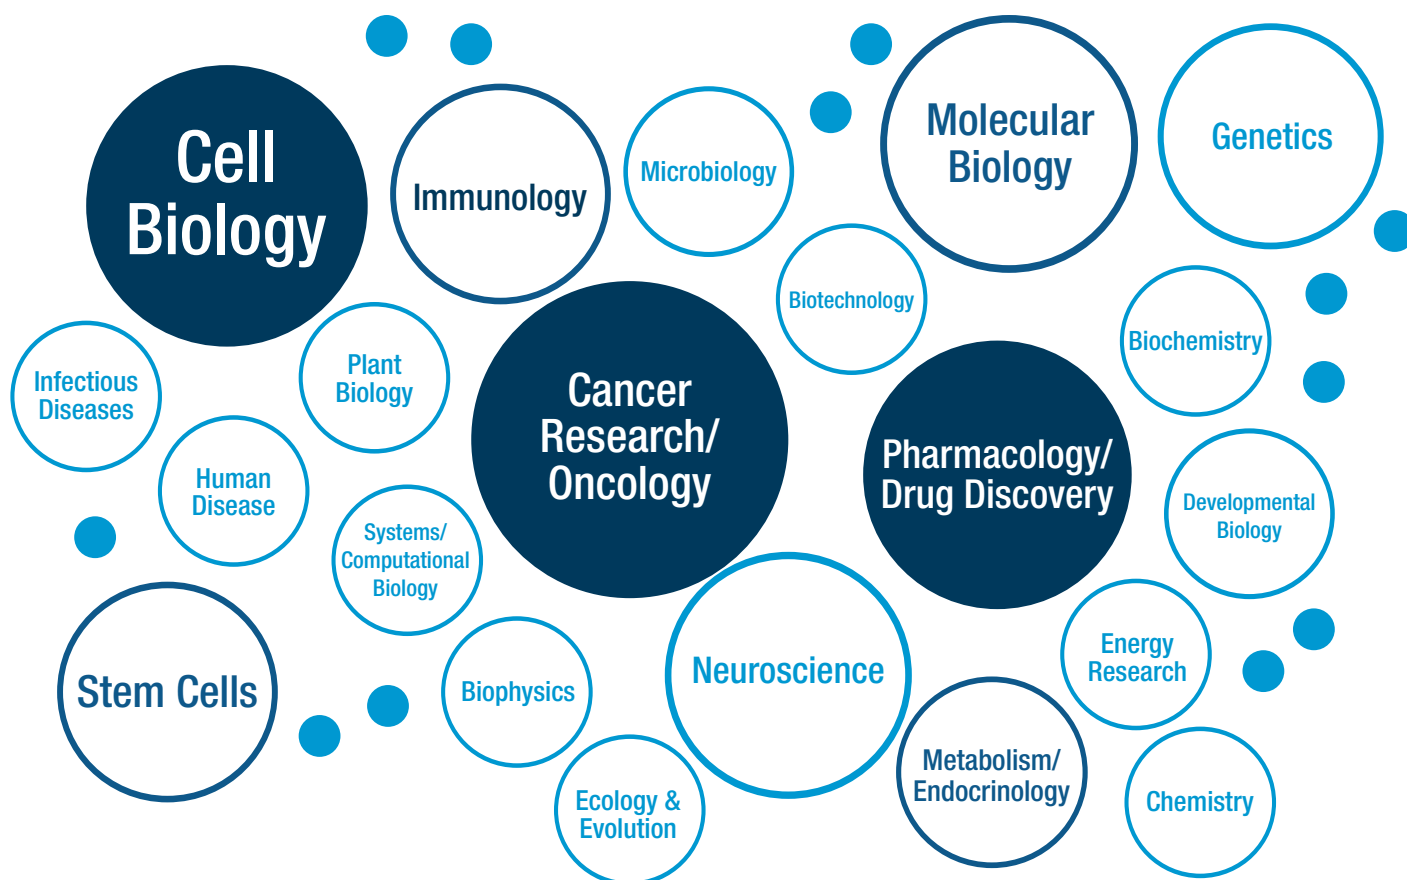 Cell
Biology
Immunology
Microbiology
Molecular
Biology
Genetics
Biotechnology
Biochemistry
Infectious
Diseases
Plant
Biology
Cancer
Research/
Oncology
Pharmacology/
Drug Discovery
Human
Disease
Systems/
Computational
Biology
Developmental
Biology
Stem Cells
Biophysics
Neuroscience
Energy
Research
Metabolism/
Endocrinology
Ecology &
Evolution
Chemistry